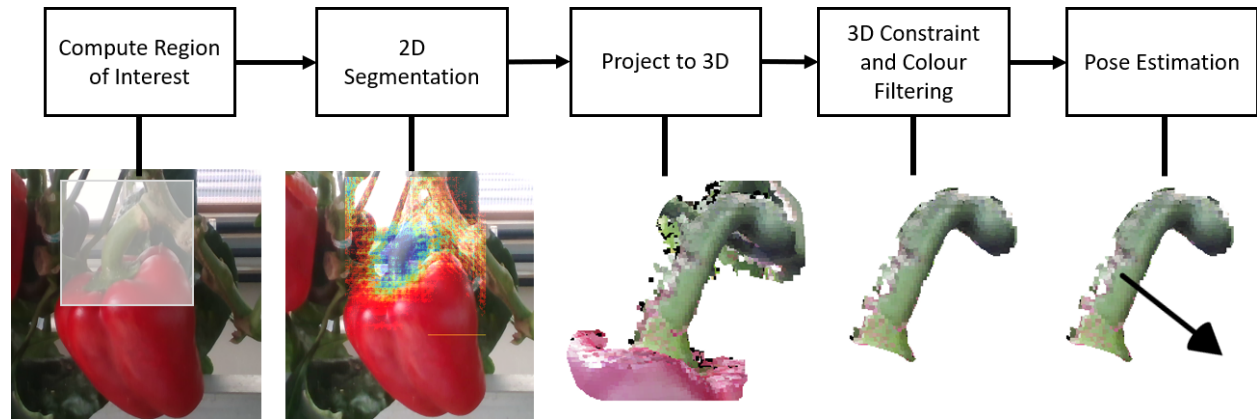 Compute Region
of Interest
2D
Segmentation
Project to 3D
3D Constraint
and Colour
Filtering
Pose Estimation